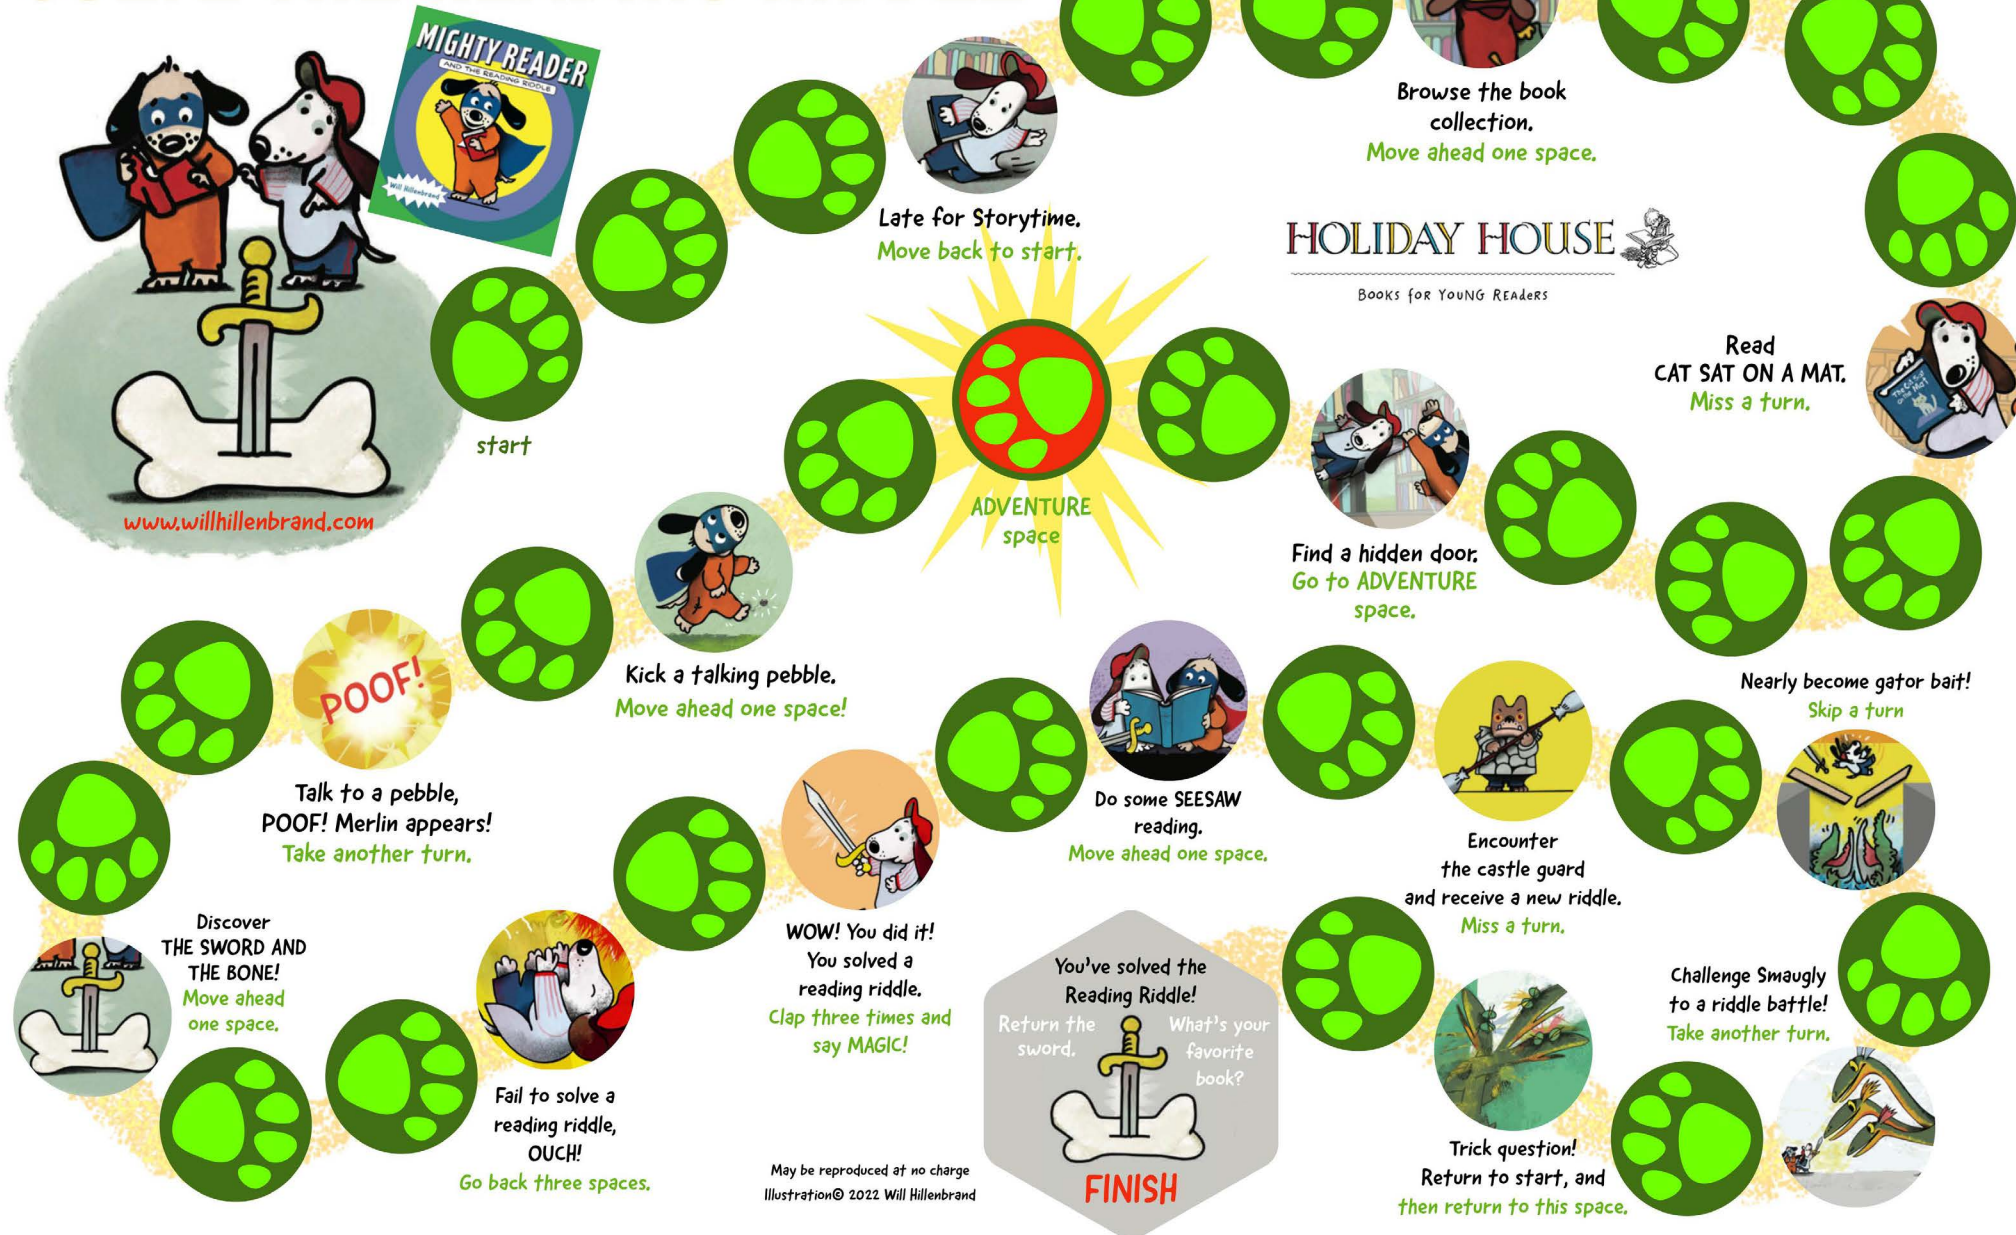 MIGHTY READER
AND THE READING RIDDLE
Will Hillenbrand
www.willhillenbrand.com
start
Late for Storytime.
Move back to start.
Browse the book
collection.
Move ahead one space.
HOLIDAY HOUSE
BOOKS FOR YOUNG READERS
Read
CAT SAT ON A MAT.
Miss a turn.
The Cat Sat
on the Mat
Find a hidden door.
Go to ADVENTURE
space.
ADVENTURE
space
Kick a talking pebble.
Move ahead one space!
POOF!
Talk to a pebble,
POOF! Merlin appears!
Take another turn.
Discover
THE SWORD AND
THE BONE!
Move ahead
one space.
Fail to solve a
reading riddle,
OUCH!
Go back three spaces.
WOW! You did it!
You solved a
reading riddle.
Clap three times and
say MAGIC!
Do some SEESAW
reading.
Move ahead one space.
Encounter
the castle guard
and receive a new riddle.
Miss a turn.
Nearly become gator bait!
Skip a turn
Challenge Smaugly
to a riddle battle!
Take another turn.
Trick question!
Return to start, and
then return to this space.
You've solved the
Reading Riddle!
Return the
sword.
What's your
favorite
book?
FINISH
May be reproduced at no charge
Illustration© 2022 Will Hillenbrand